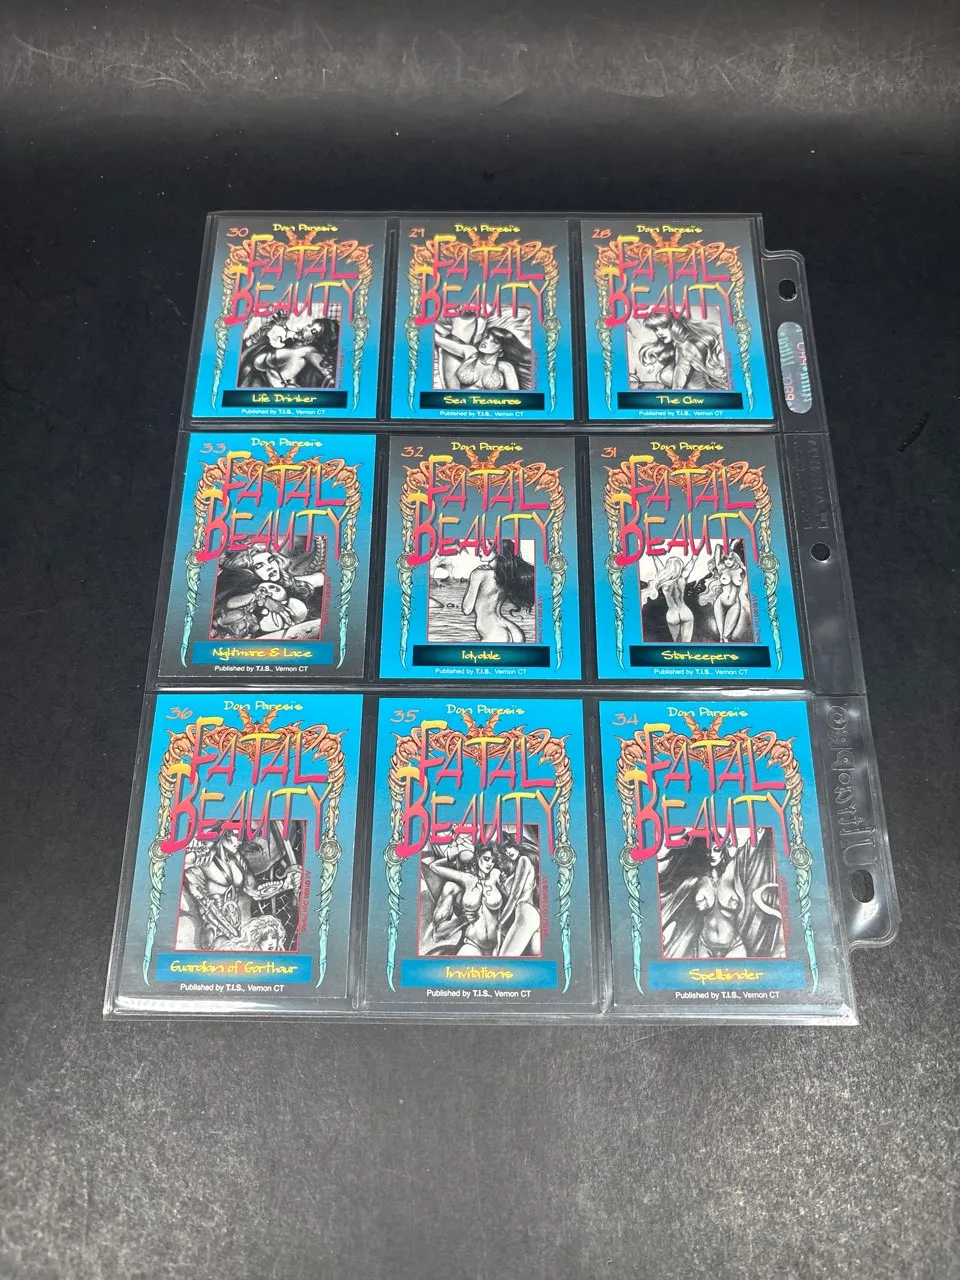 30
Don Paresi's
FATAL
BEAUTY
Life Drinker
Published by T.I.S., Vernon CT
29
Don Paresi's
FATAL
BEAUTY
Sea Treasures
Published by T.I.S., Vernon CT
28
Don Paresi's
FATAL
BEAUTY
The Claw
Published by T.I.S., Vernon CT
33
Don Paresi's
FATAL
BEAUTY
Nightmare & Lace
Published by T.I.S., Vernon CT
32
Don Paresi's
FATAL
BEAUTY
Idydale
Published by T.I.S., Vernon CT
31
Don Paresi's
FATAL
BEAUTY
Starkeepers
Published by T.I.S., Vernon CT
36
Don Paresi's
FATAL
BEAUTY
Guardian of Gorthaur
Published by T.I.S., Vernon CT
35
Don Paresi's
FATAL
BEAUTY
Invitations
Published by T.I.S., Vernon CT
34
Don Paresi's
FATAL
BEAUTY
Spellbinder
Published by T.I.S., Vernon CT